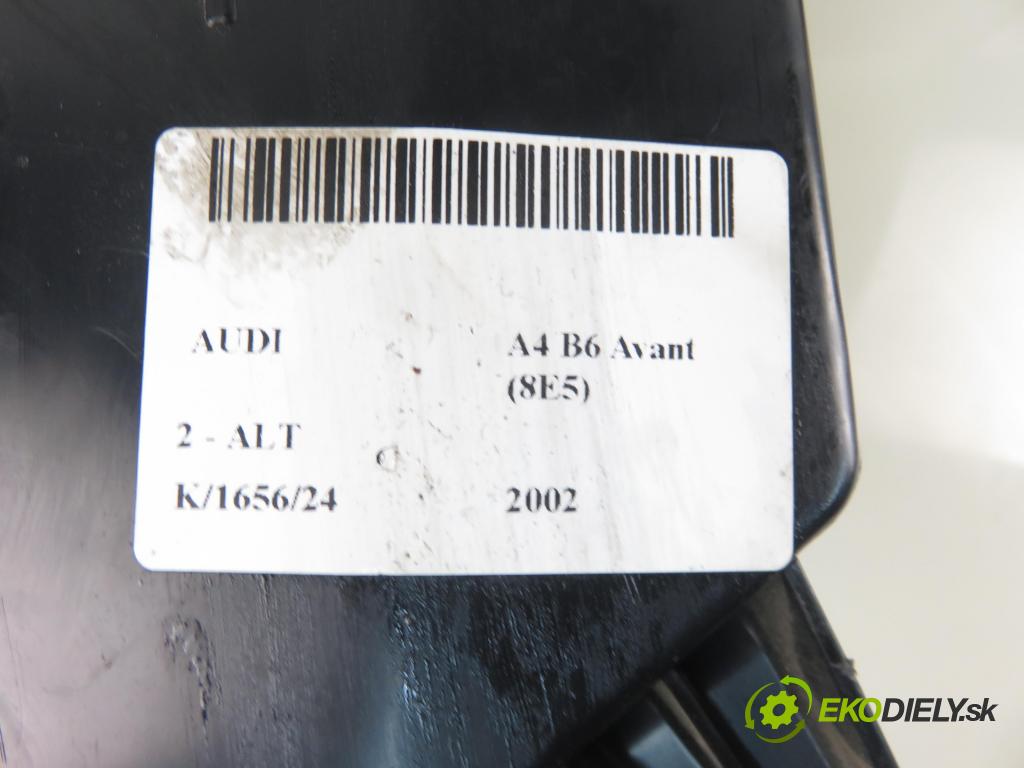 AUDI A4 B6 Avant
(8E5)
2 - ALT
K/1656/24 2002
EKODIELY.sk